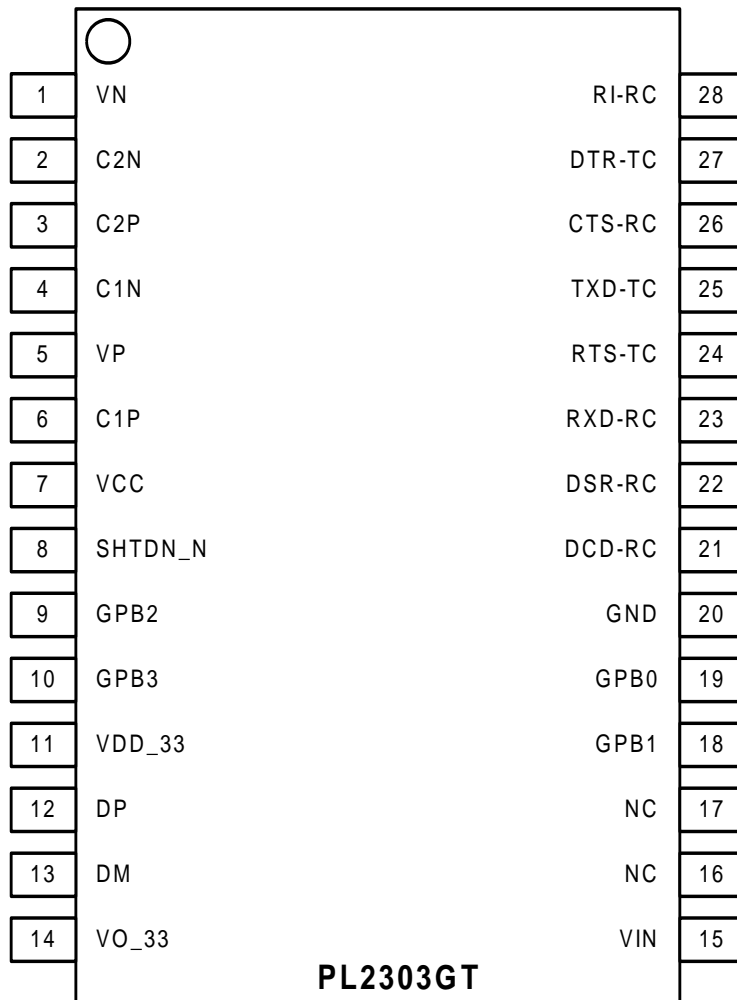 1 VN RI-RC 28
2 C2N DTR-TC 27
3 C2P CTS-RC 26
4 C1N TXD-TC 25
5 VP RTS-TC 24
6 C1P RXD-RC 23
7 VCC DSR-RC 22
8 SHTDN_N DCD-RC 21
9 GPB2 GND 20
10 GPB3 GPB0 19
11 VDD_33 GPB1 18
12 DP NC 17
13 DM NC 16
14 VO_33 VIN 15
PL2303GT